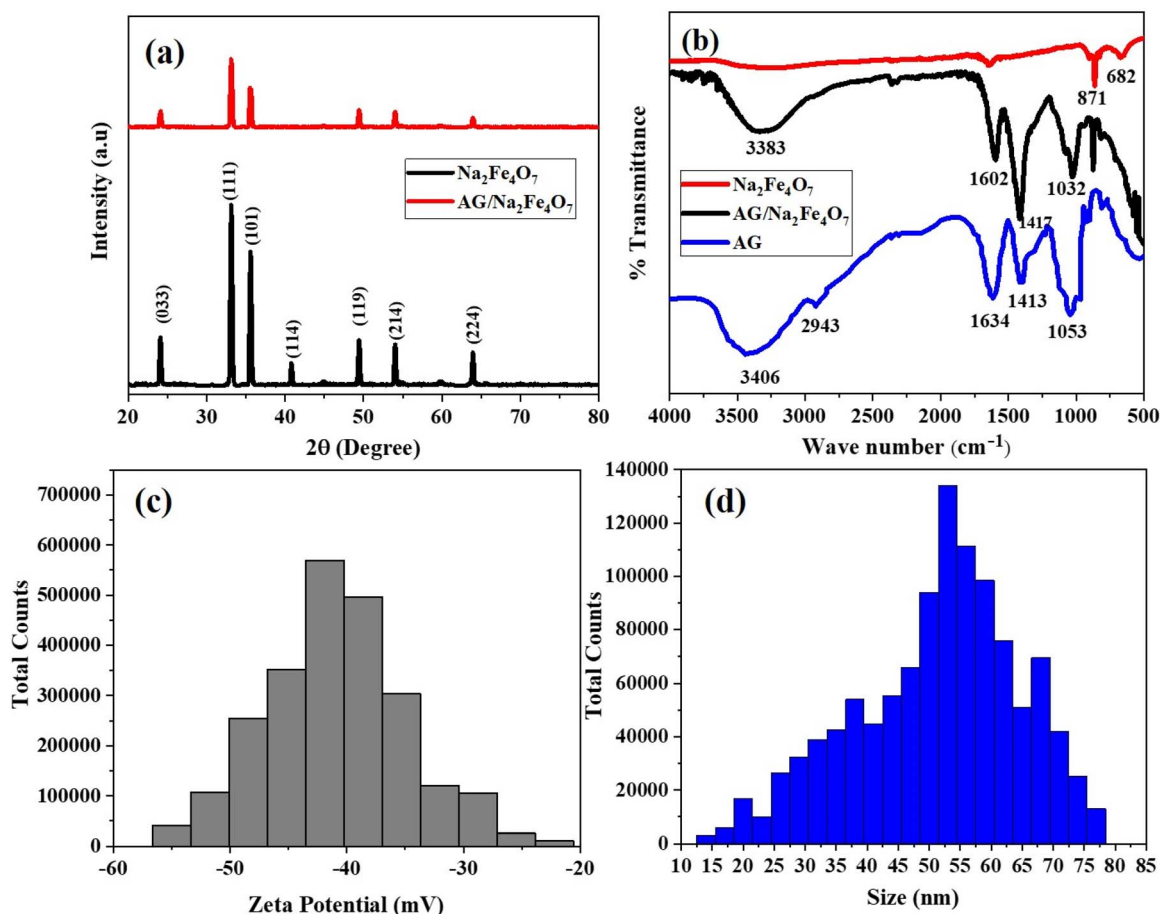 (a)
Intensity (a.u)
(033)
(111)
(101)
(114)
(119)
(214)
(224)
Na₂Fe₄O₇
AG/Na₂Fe₄O₇
20 30 40 50 60 70 80
2θ (Degree)
(b)
% Transmittance
682
871
3383
1602
1032
1417
Na₂Fe₄O₇
AG/Na₂Fe₄O₇
AG
2943
1634
1413
1053
3406
4000 3500 3000 2500 2000 1500 1000 500
Wave number (cm⁻¹)
(c)
Total Counts
700000
600000
500000
400000
300000
200000
100000
0
-60 -50 -40 -30 -20
Zeta Potential (mV)
(d)
Total Counts
140000
120000
100000
80000
60000
40000
20000
0
10 15 20 25 30 35 40 45 50 55 60 65 70 75 80 85
Size (nm)